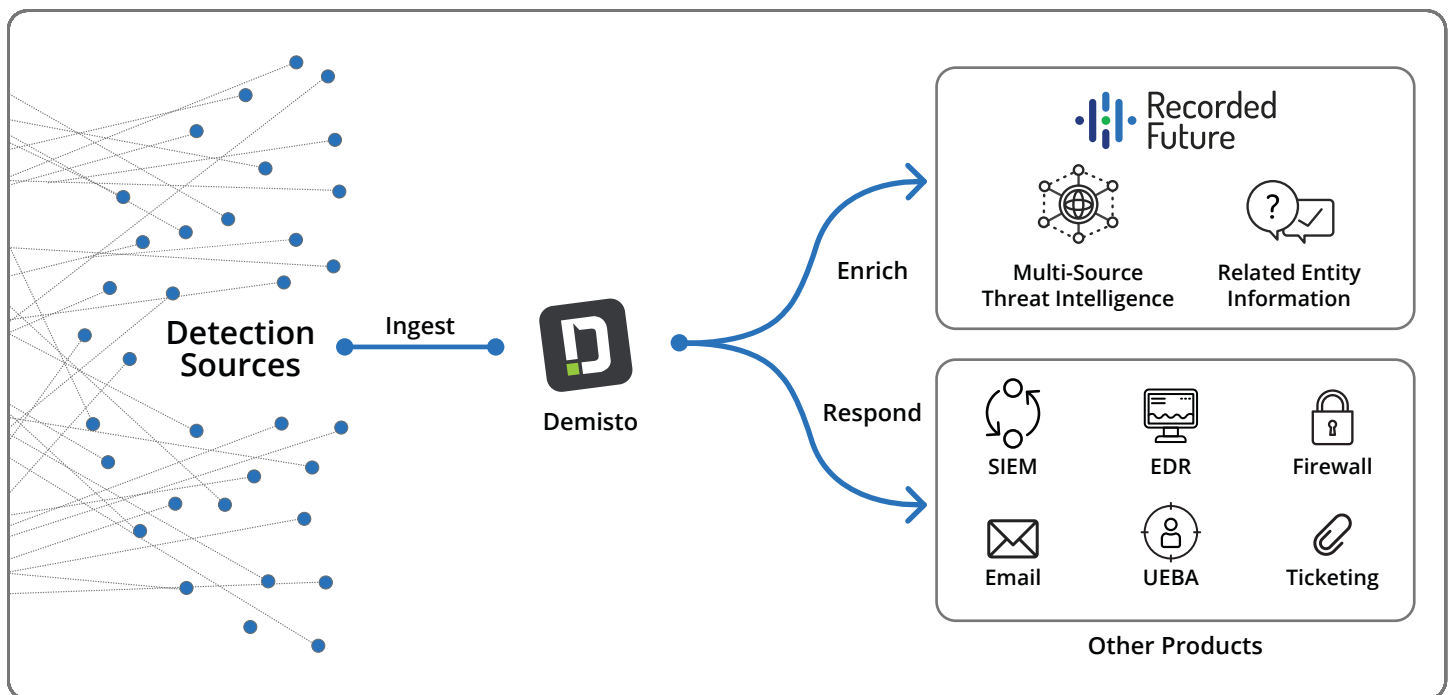 Detection
Sources
Ingest
Demisto
Enrich
Respond
Recorded
Future
?
Multi-Source
Threat Intelligence
Related Entity
Information
SIEM
EDR
Firewall
Email
UEBA
Ticketing
Other Products